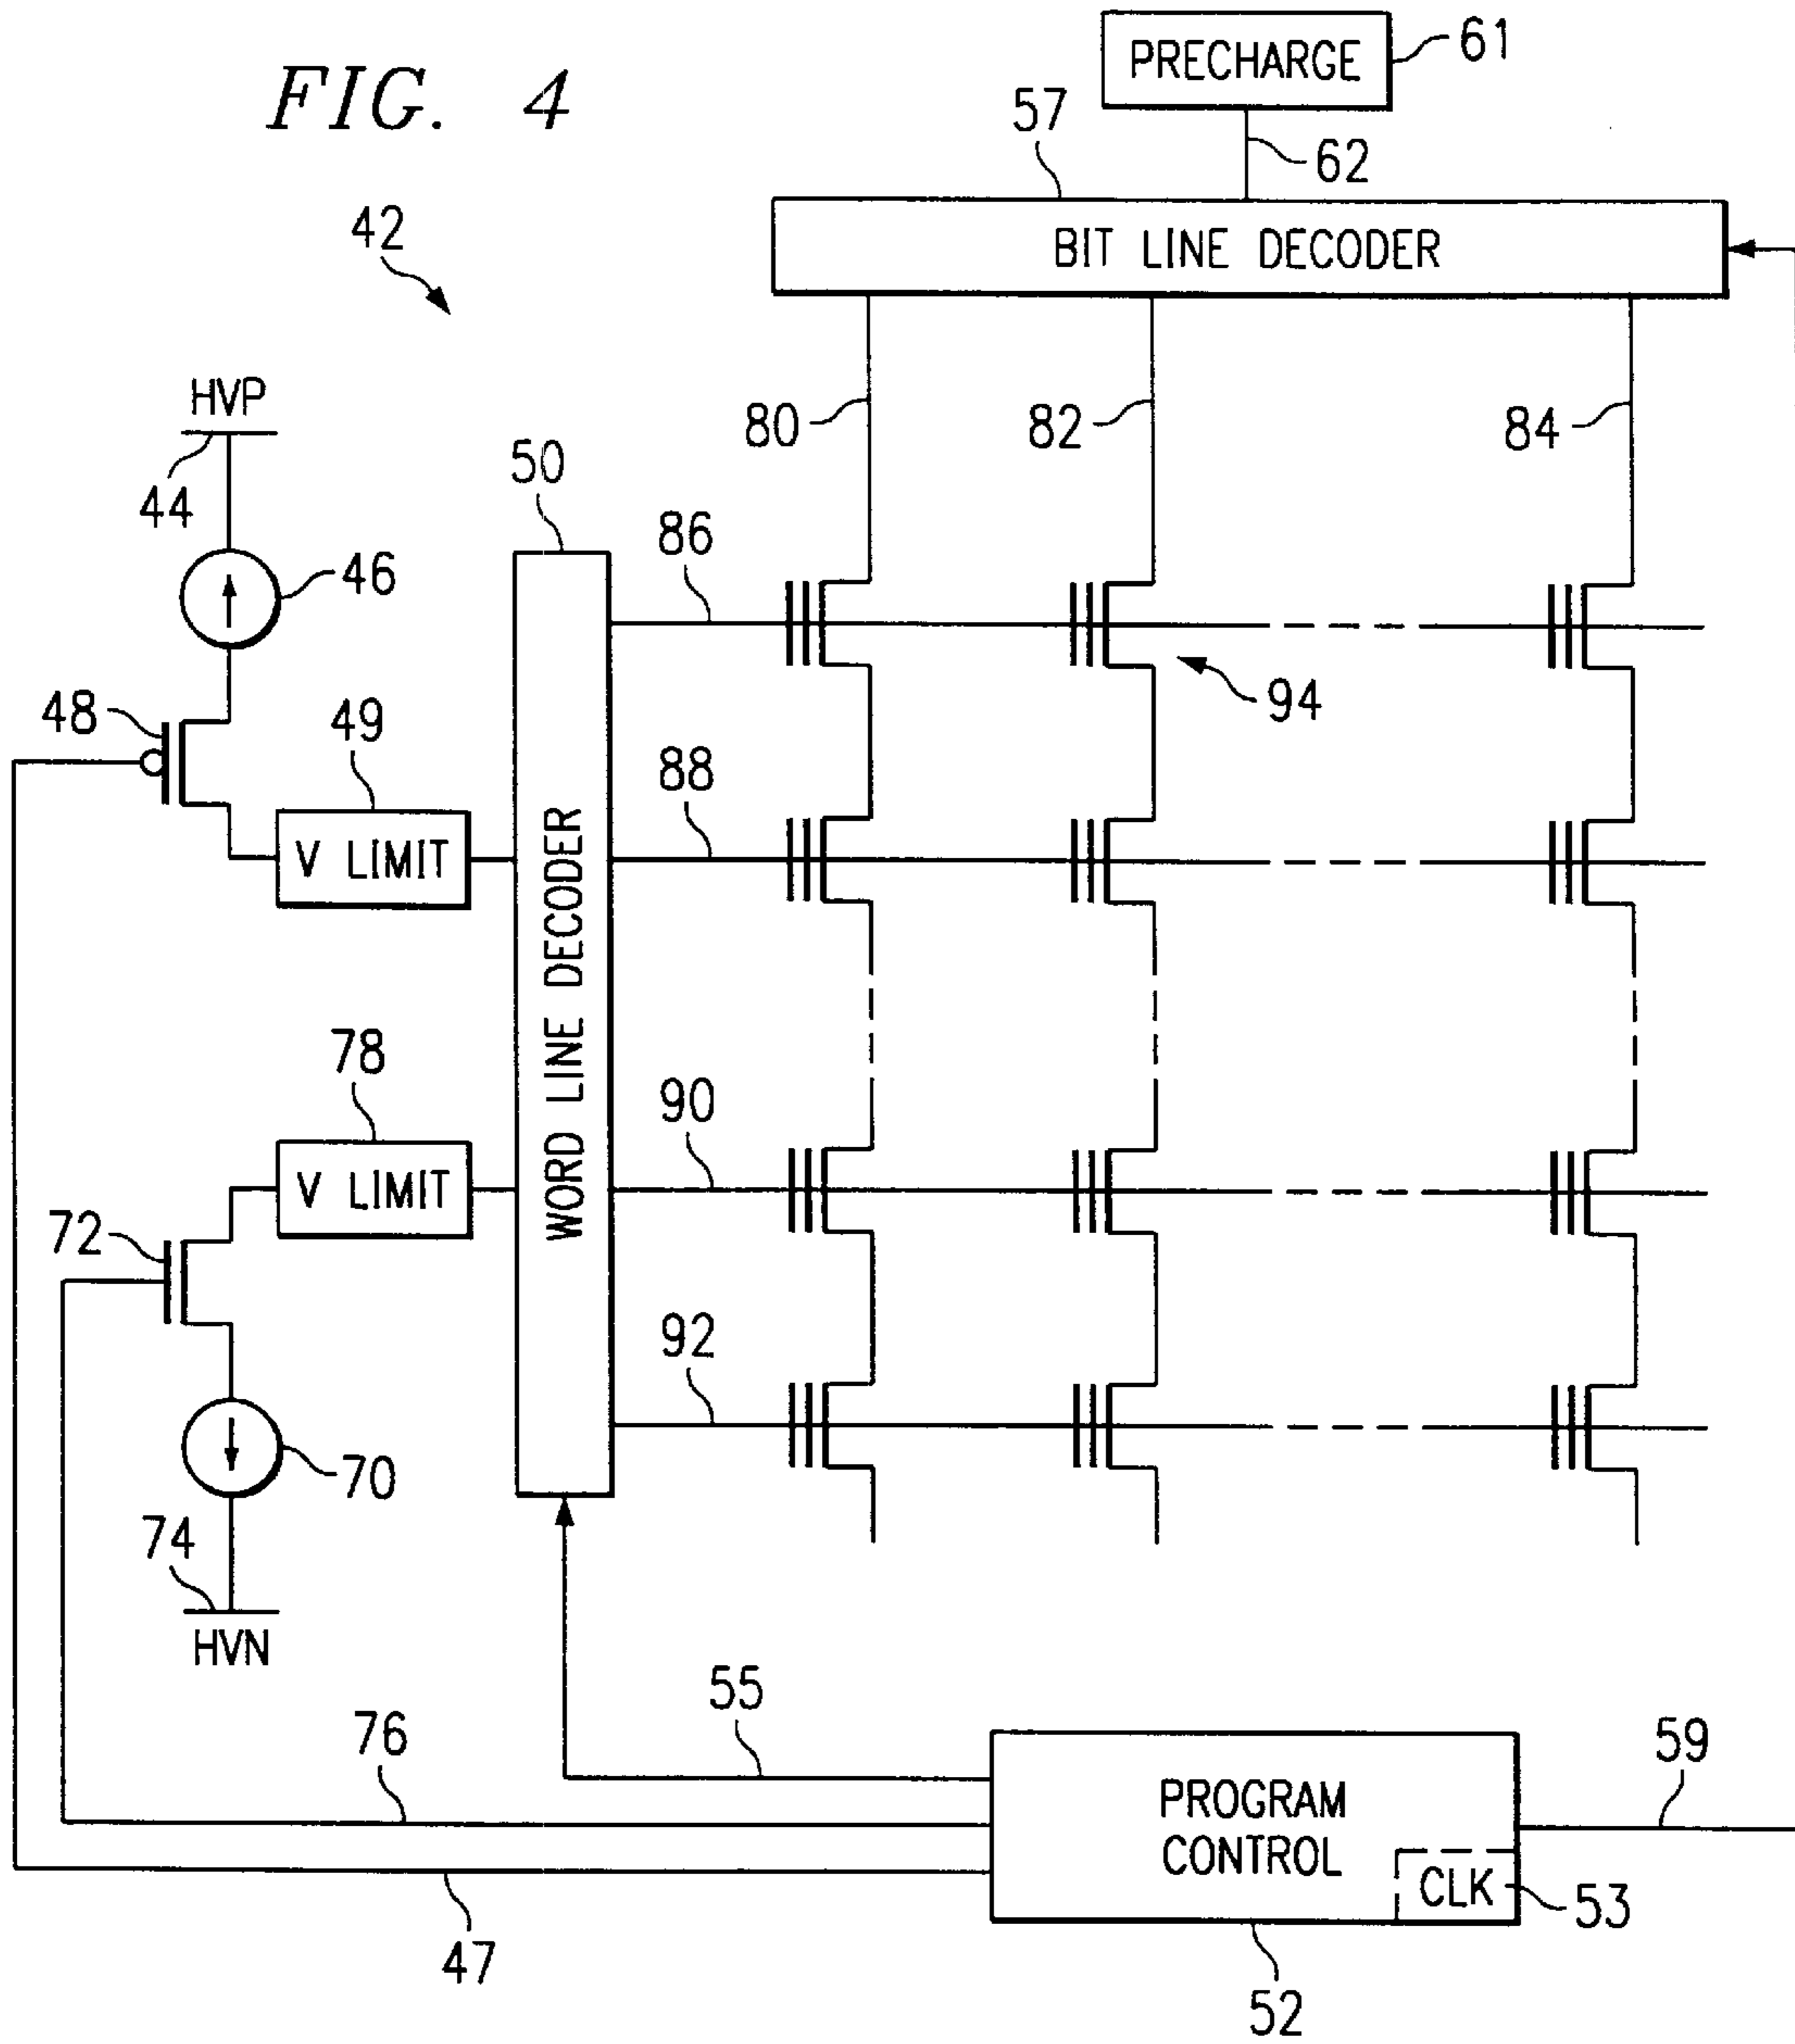 FIG. 4
PRECHARGE
61
57
62
42
BIT LINE DECODER
HVP
44
80
82
84
50
46
86
94
48
49
88
V LIMIT
WORD LINE DECODER
78
90
V LIMIT
72
92
70
74
HVN
55
76
59
PROGRAM
CONTROL
CLK
53
47
52